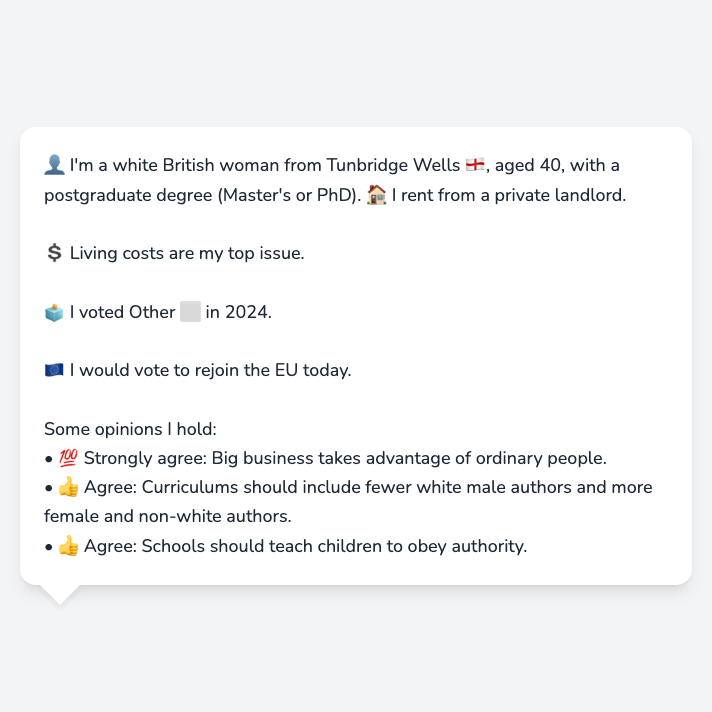 👤 I'm a white British woman from Tunbridge Wells 🏴󠁧󠁢󠁥󠁮󠁧󠁿, aged 40, with a
postgraduate degree (Master's or PhD). 🏠 I rent from a private landlord.
💲 Living costs are my top issue.
🗳️ I voted Other ⬜ in 2024.
🇪🇺 I would vote to rejoin the EU today.
Some opinions I hold:
• 💯 Strongly agree: Big business takes advantage of ordinary people.
• 👍 Agree: Curriculums should include fewer white male authors and more
female and non-white authors.
• 👍 Agree: Schools should teach children to obey authority.